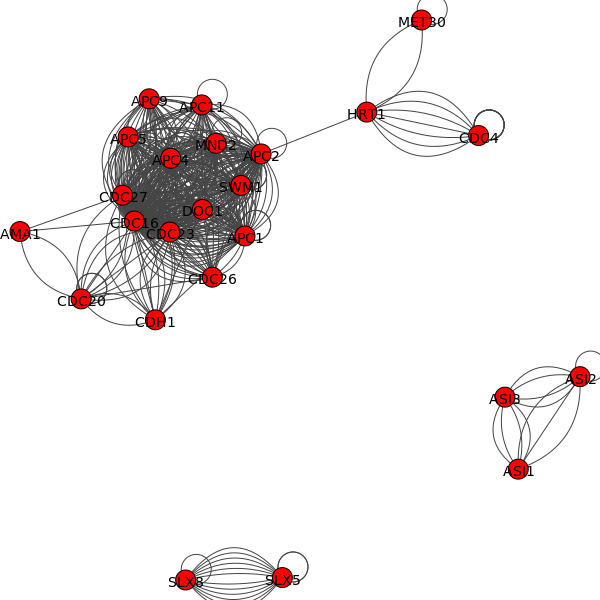 MET30
APC9
APC11
HRT1
CDC4
APC5
MND2
APC4
APC2
SWM1
CDC27
DOC1
CDC16
AMA1
CDC23
APC1
CDC26
CDC20
CDH1
ASI2
ASI3
ASI1
SLX8
SLX5